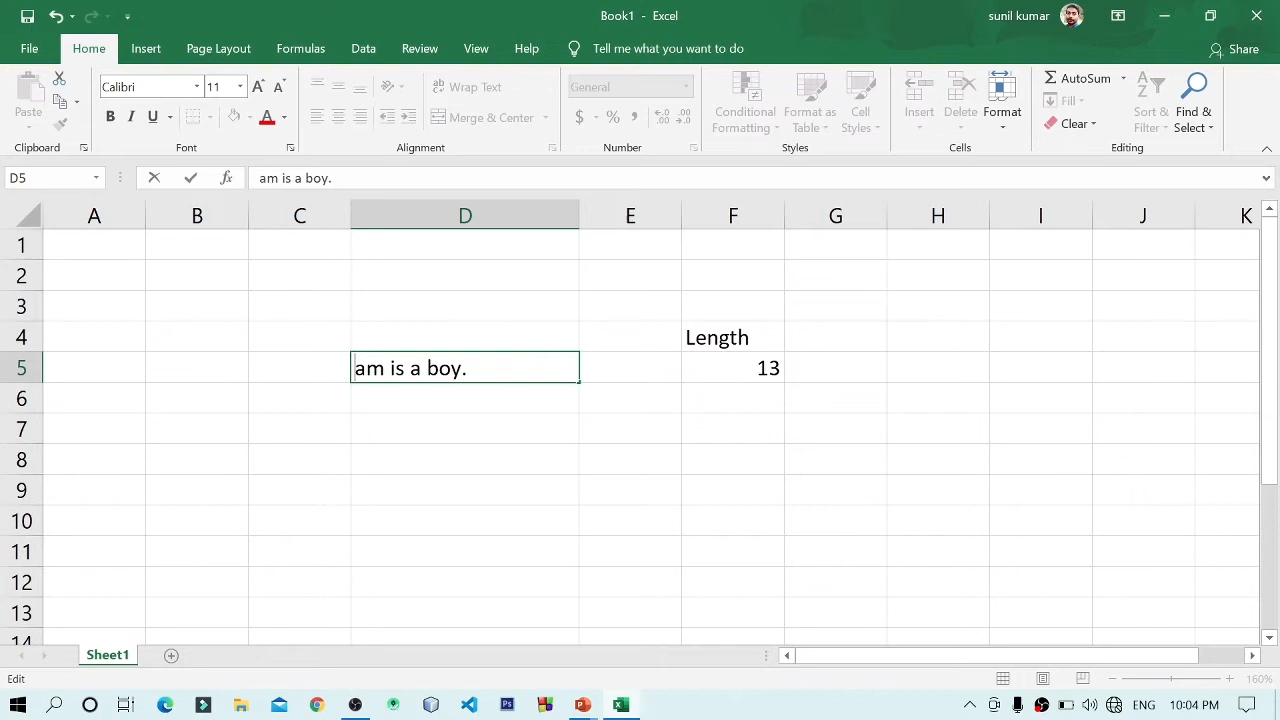 Book1 - Excel
sunil kumar
File Home Insert Page Layout Formulas Data Review View Help Tell me what you want to do
Share
Paste
Calibri 11
B I U A
Wrap Text
Merge & Center
General
$ % ,
Conditional Formatting
Format as Table
Cell Styles
Insert Delete Format
AutoSum
Fill
Clear
Sort & Filter
Find & Select
Clipboard Font Alignment Number Styles Cells Editing
D5 fx am is a boy.
A B C D E F G H I J K
1
2
3
4 Length
5 am is a boy. 13
6
7
8
9
10
11
12
13
14
Sheet1
Edit 160%
ENG 10:04 PM